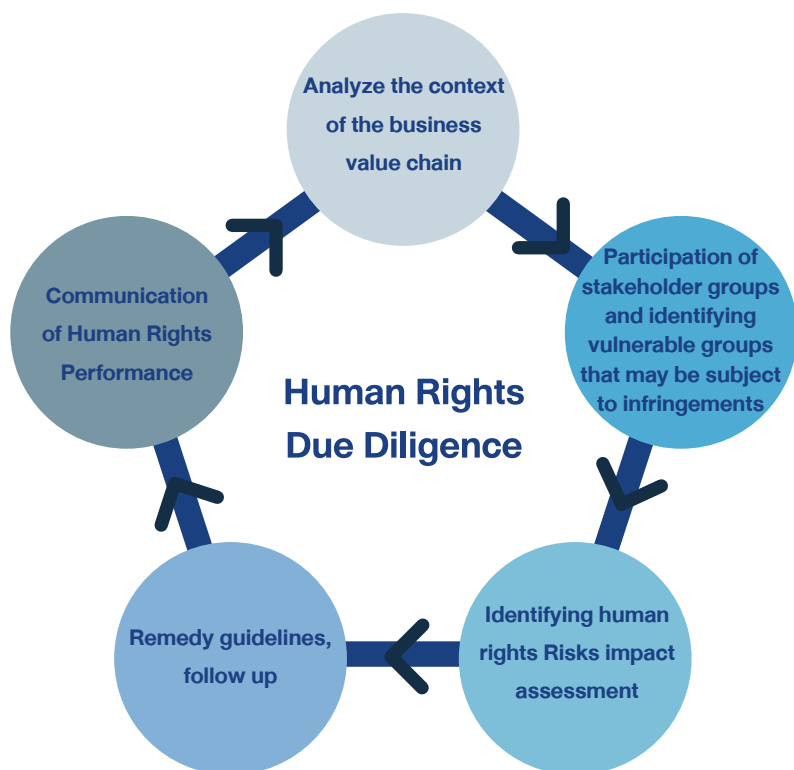 Analyze the context
of the business
value chain
Participation of
stakeholder groups
and identifying
vulnerable groups
that may be subject
to infringements
Communication
of Human Rights
Performance
Human Rights
Due Diligence
Identifying human
rights Risks impact
assessment
Remedy guidelines,
follow up